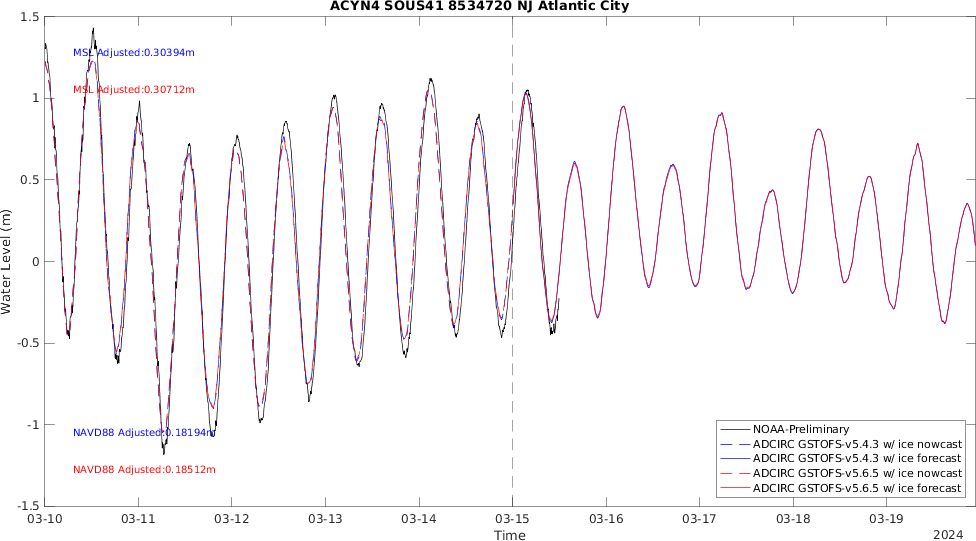 ACYN4 SOUS41 8534720 NJ Atlantic City
1.5
1
0.5
0
-0.5
-1
-1.5
Water Level (m)
MSL Adjusted:0.30394m
MSL Adjusted:0.30712m
NAVD88 Adjusted:0.18194m
NAVD88 Adjusted:0.18512m
NOAA-Preliminary
ADCIRC GSTOFS-v5.4.3 w/ ice nowcast
ADCIRC GSTOFS-v5.4.3 w/ ice forecast
ADCIRC GSTOFS-v5.6.5 w/ ice nowcast
ADCIRC GSTOFS-v5.6.5 w/ ice forecast
03-10 03-11 03-12 03-13 03-14 03-15 03-16 03-17 03-18 03-19
Time
2024